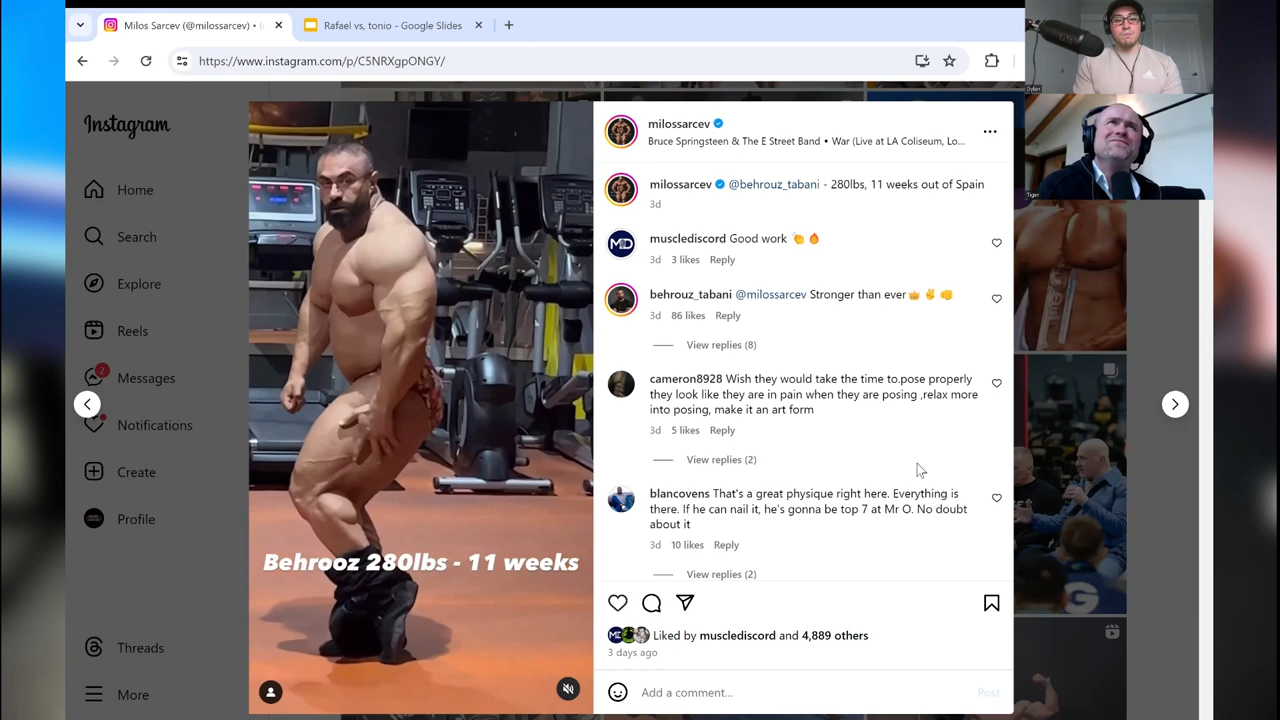 Milos Sarcev (@milossarcev) • I
Rafael vs, tonio - Google Slides
https://www.instagram.com/p/C5NRXgpONGY/
Dylan
Tiger
Instagram
Home
Search
Explore
Reels
2
Messages
Notifications
Create
Profile
Threads
More
Behrooz 280lbs - 11 weeks
milossarcev
Bruce Springsteen & The E Street Band • War (Live at LA Coliseum, Lo...
milossarcev @behrouz_tabani - 280lbs, 11 weeks out of Spain
3d
MD
musclediscord Good work 👏 🔥
3d 3 likes Reply
behrouz_tabani @milossarcev Stronger than ever 👑 ✌ 👊
3d 86 likes Reply
View replies (8)
cameron8928 Wish they would take the time to.pose properly
they look like they are in pain when they are posing ,relax more
into posing, make it an art form
3d 5 likes Reply
View replies (2)
blancovens That's a great physique right here. Everything is
there. If he can nail it, he's gonna be top 7 at Mr O. No doubt
about it
3d 10 likes Reply
View replies (2)
Liked by musclediscord and 4,889 others
3 days ago
Add a comment...
Post